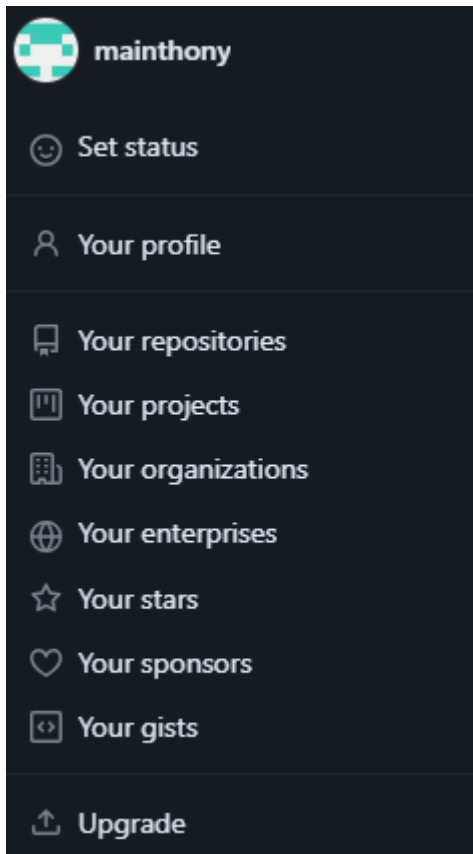 mainthony
Set status
Your profile
Your repositories
Your projects
Your organizations
Your enterprises
Your stars
Your sponsors
Your gists
Upgrade